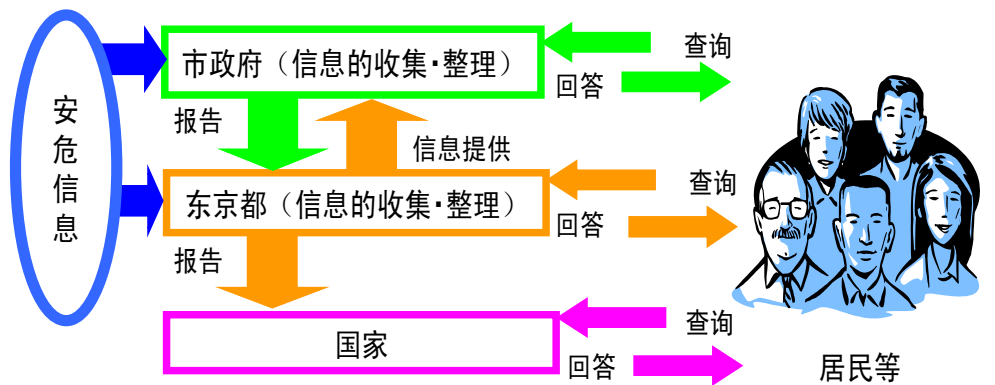 安危信息
市政府（信息的收集·整理）
查询
回答
报告
信息提供
东京都（信息的收集·整理）
查询
回答
报告
国家
查询
回答
居民等